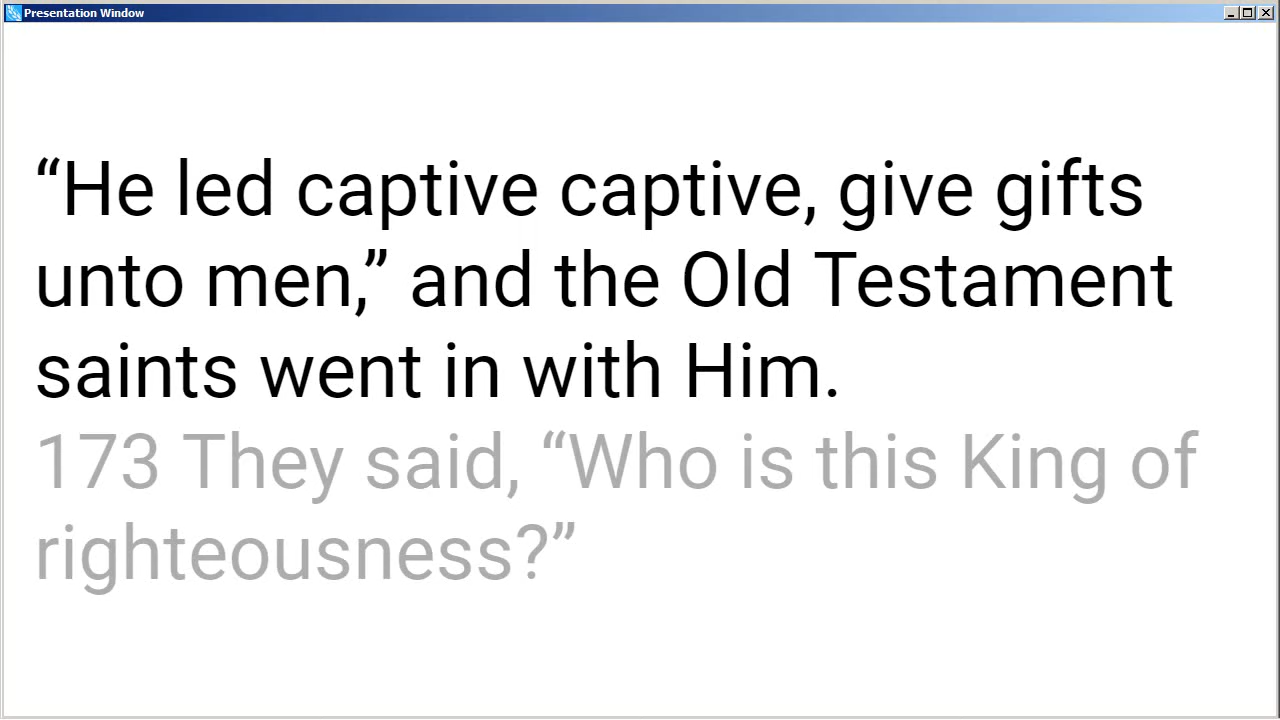 Presentation Window
“He led captive captive, give gifts
unto men,” and the Old Testament
saints went in with Him.
173 They said, “Who is this King of
righteousness?”